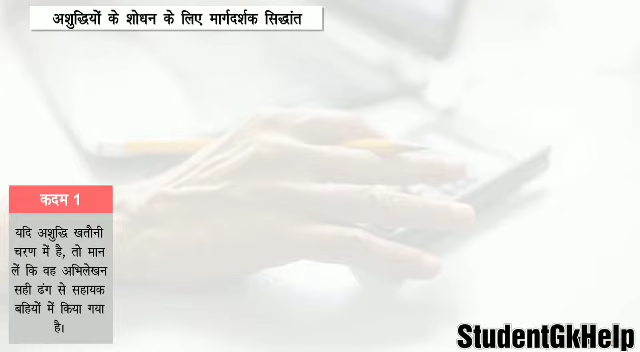 अशुद्धियों के शोधन के लिए मार्गदर्शक सिद्धांत
कदम 1
यदि अशुद्धि खतौनी
चरण में है, तो मान
लें कि वह अभिलेखन
सही ढंग से सहायक
बहियों में किया गया
है।
StudentGkHelp